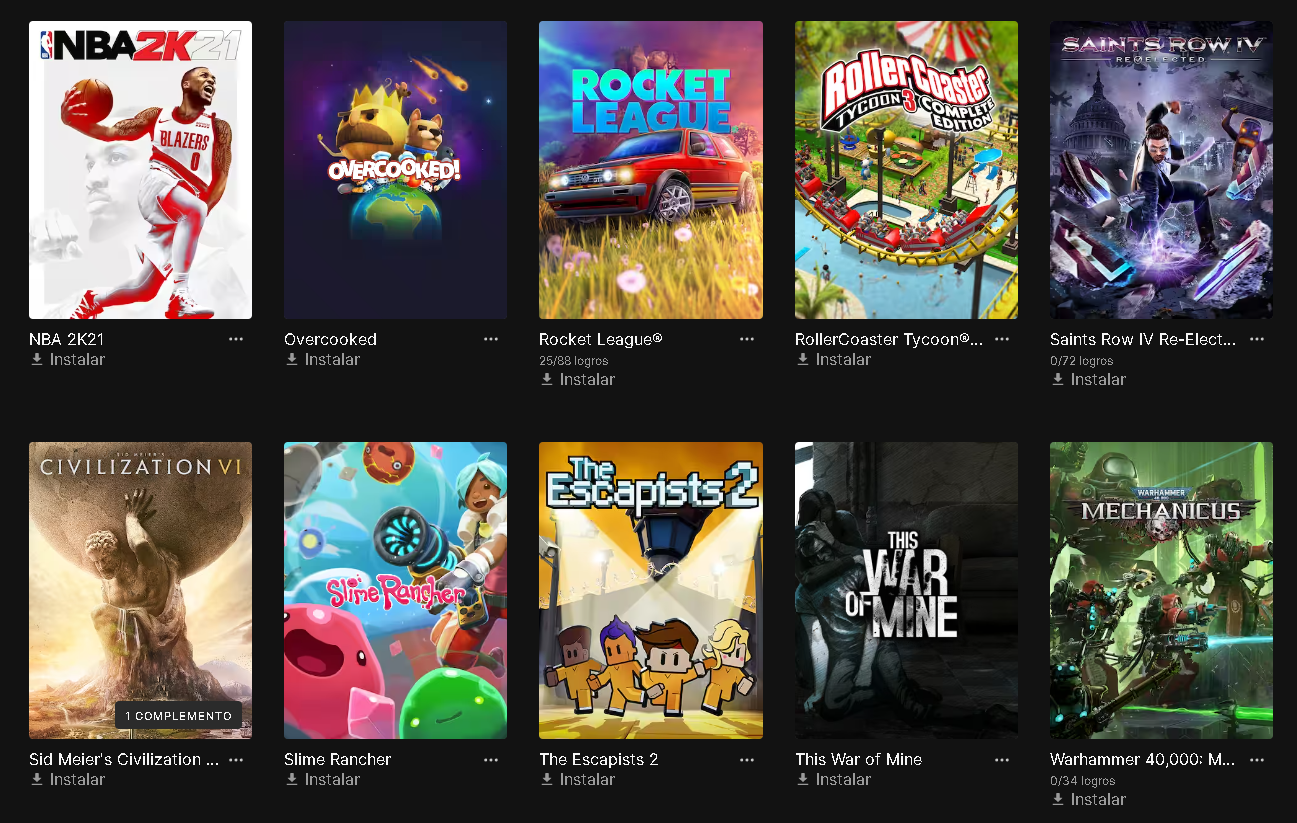 NBA 2K21
BLAZERS
0
OVERCOOKED!
ROCKET
LEAGUE
RollerCoaster
TYCOON 3 COMPLETE
EDITION
SAINTS ROW IV
RE-ELECTED
NBA 2K21 ...
Instalar
Overcooked ...
Instalar
Rocket League® ...
25/88 logros
Instalar
RollerCoaster Tycoon®... ...
Instalar
Saints Row IV Re-Elect... ...
0/72 logros
Instalar
SID MEIER'S
CIVILIZATION VI
1 COMPLEMENTO
Slime Rancher
The
Escapists 2
THIS
WAR
OF MINE
WARHAMMER
40,000
MECHANICUS
Sid Meier's Civilization ... ...
Instalar
Slime Rancher ...
Instalar
The Escapists 2 ...
Instalar
This War of Mine ...
Instalar
Warhammer 40,000: M... ...
0/34 logros
Instalar